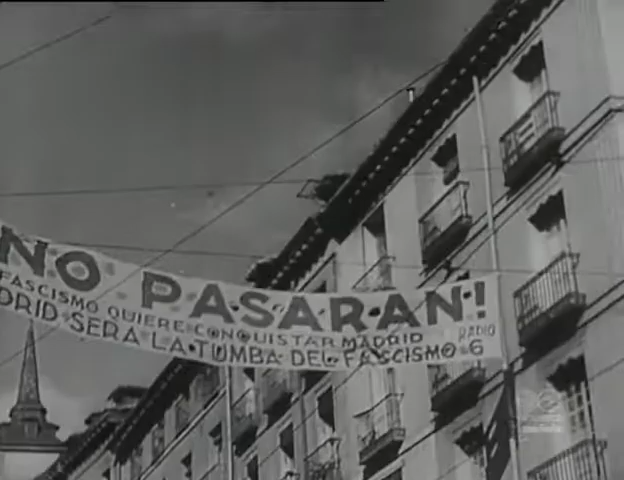 NO PASARAN!
FASCISMO QUIERE CONQUISTAR MADRID
DRID SERA LA TUMBA DEL FASCISMO RADIO 6